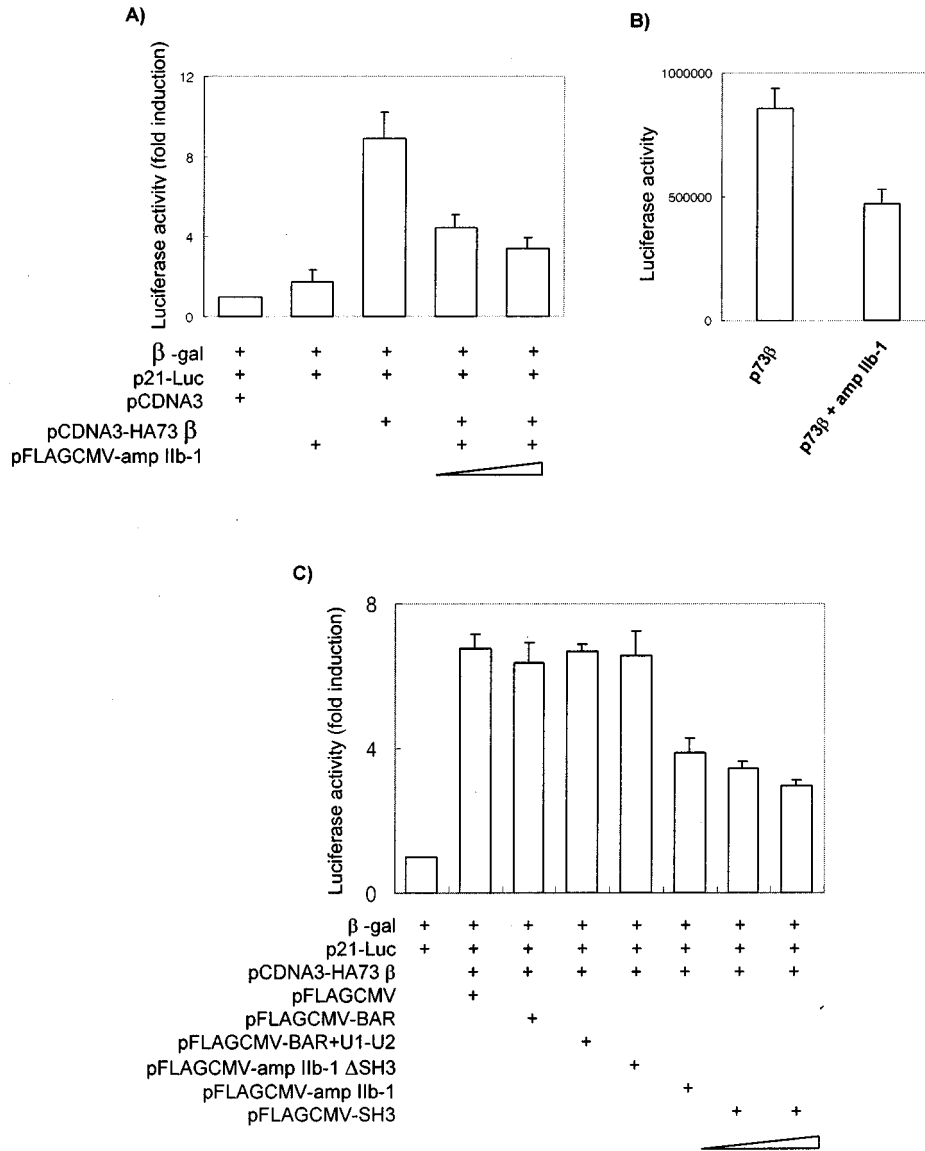 A)
Luciferase activity (fold induction)
12
8
4
0
β -gal + + + + +
p21-Luc + + + + +
pCDNA3 +
pCDNA3-HA73 β + + +
pFLAGCMV-amp IIb-1 + + +
B)
Luciferase activity
1000000
500000
0
p73β
p73β + amp IIb-1
C)
Luciferase activity (fold induction)
8
4
0
β -gal + + + + + + + +
p21-Luc + + + + + + + +
pCDNA3-HA73 β + + + + + + +
pFLAGCMV +
pFLAGCMV-BAR +
pFLAGCMV-BAR+U1-U2 +
pFLAGCMV-amp IIb-1 ΔSH3 +
pFLAGCMV-amp IIb-1 +
pFLAGCMV-SH3 + +